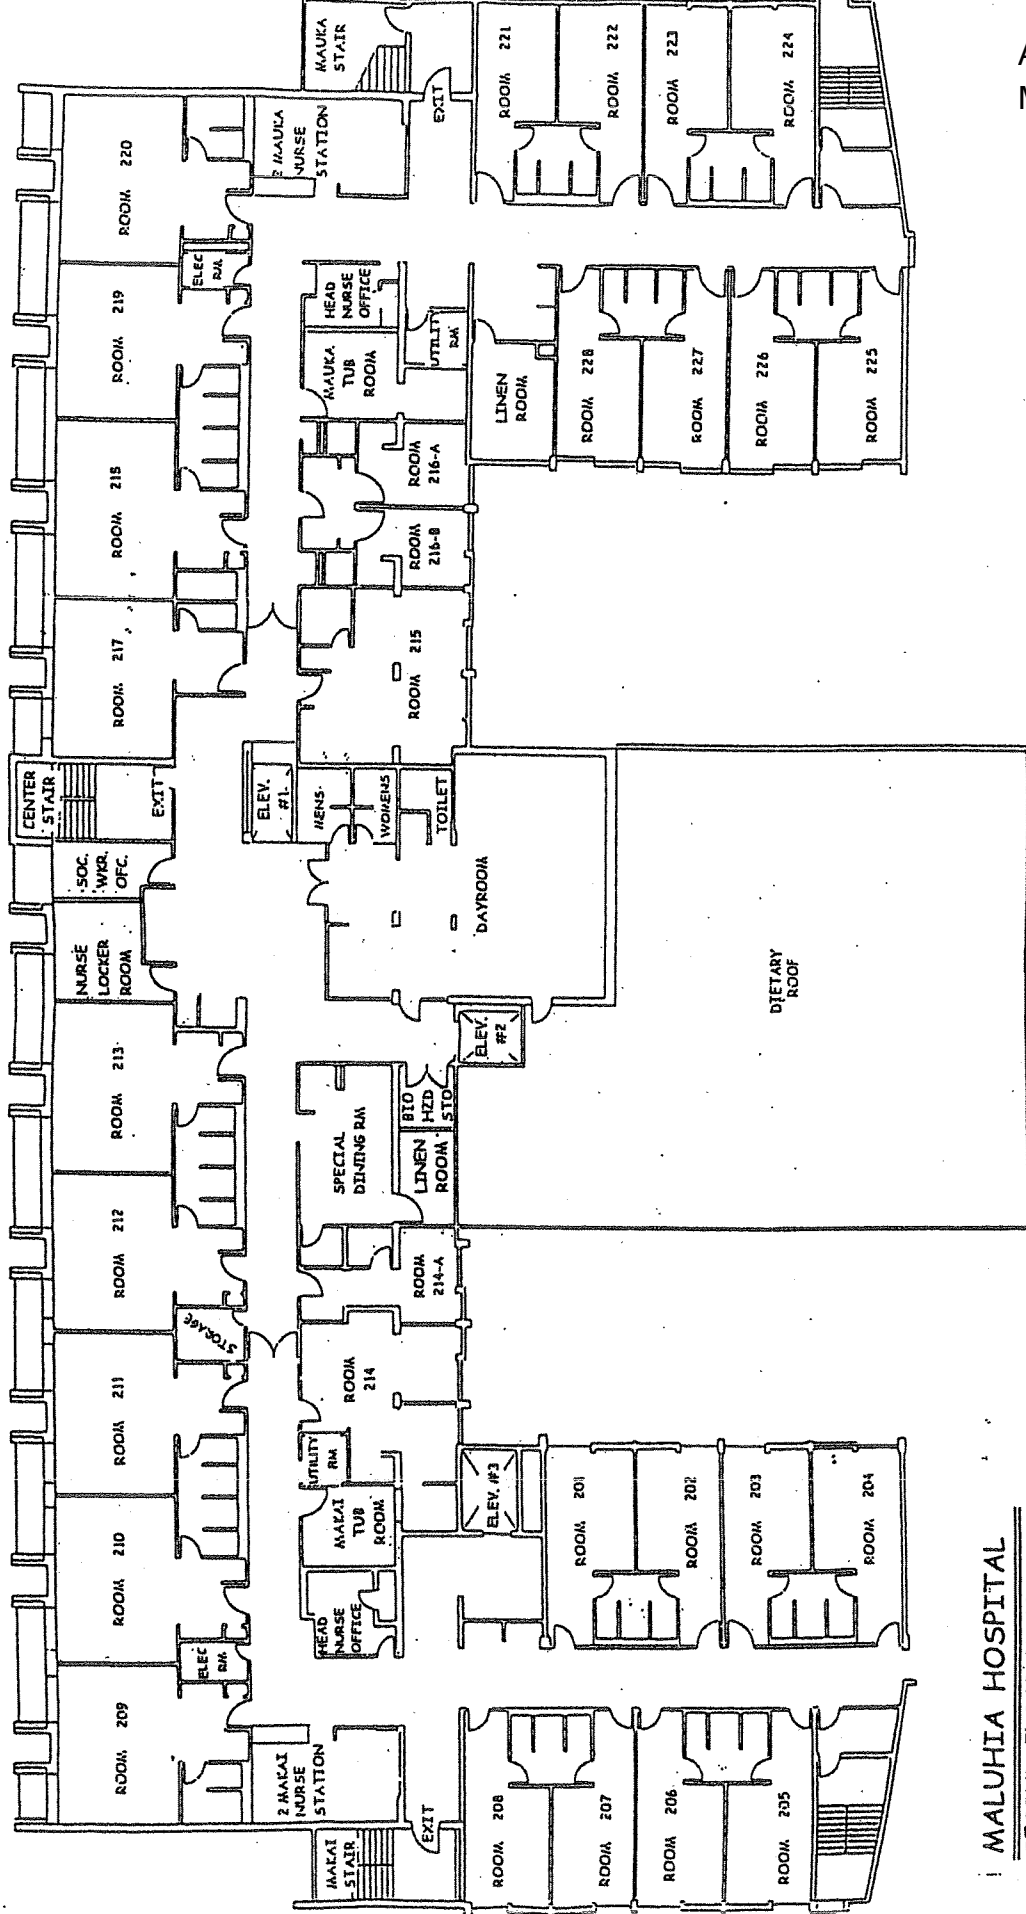 MAUKA
STAIR
ROOM 221
ROOM 222
ROOM 223
ROOM 224
EXIT
2 MAUKA
NURSE
STATION
ROOM 220
ELEC
RM
ROOM 219
HEAD
NURSE
OFFICE
UTILITY
RM
MAUKA
TUB
ROOM
LINEN
ROOM
ROOM 228
ROOM 227
ROOM 226
ROOM 225
ROOM 218
ROOM
216-A
ROOM
216-B
ROOM 217
ROOM 215
CENTER
STAIR
EXIT
ELEV.
#1
MENS
WOMENS
TOILET
SOC.
WKR.
OFC.
NURSE
LOCKER
ROOM
DAYROOM
DIETARY
ROOF
ELEV.
#2
ROOM 213
BIO
HZD
STO
SPECIAL
DINING RM
LINEN
ROOM
ROOM 212
ROOM
214-A
STORAGE
ROOM 211
ROOM
214
UTILITY
RM
ELEV. #3
MAKAI
TUB
ROOM
ROOM 201
ROOM 202
ROOM 203
ROOM 204
ROOM 210
HEAD
NURSE
OFFICE
ELEC
RM
ROOM 209
2 MAKAI
NURSE
STATION
EXIT
MAKAI
STAIR
ROOM 208
ROOM 207
ROOM 206
ROOM 205
MALUHIA HOSPITAL